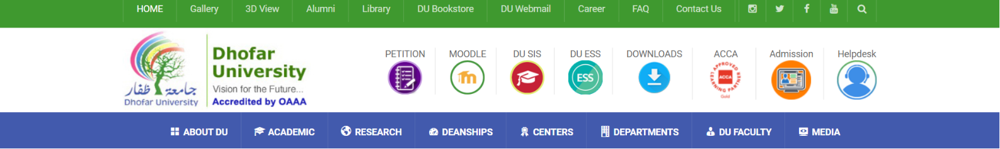 HOME Gallery 3D View Alumni Library DU Bookstore DU Webmail Career FAQ Contact Us You Tube
جامعة ظفار
Dhofar University
Dhofar
University
Vision for the Future...
Accredited by OAAA
PETITION MOODLE DU SIS DU ESS DOWNLOADS ACCA Admission Helpdesk
m ESS
APPROVED
ACCA
LEARNING PARTNER
Gold
ABOUT DU ACADEMIC RESEARCH DEANSHIPS CENTERS DEPARTMENTS DU FACULTY MEDIA